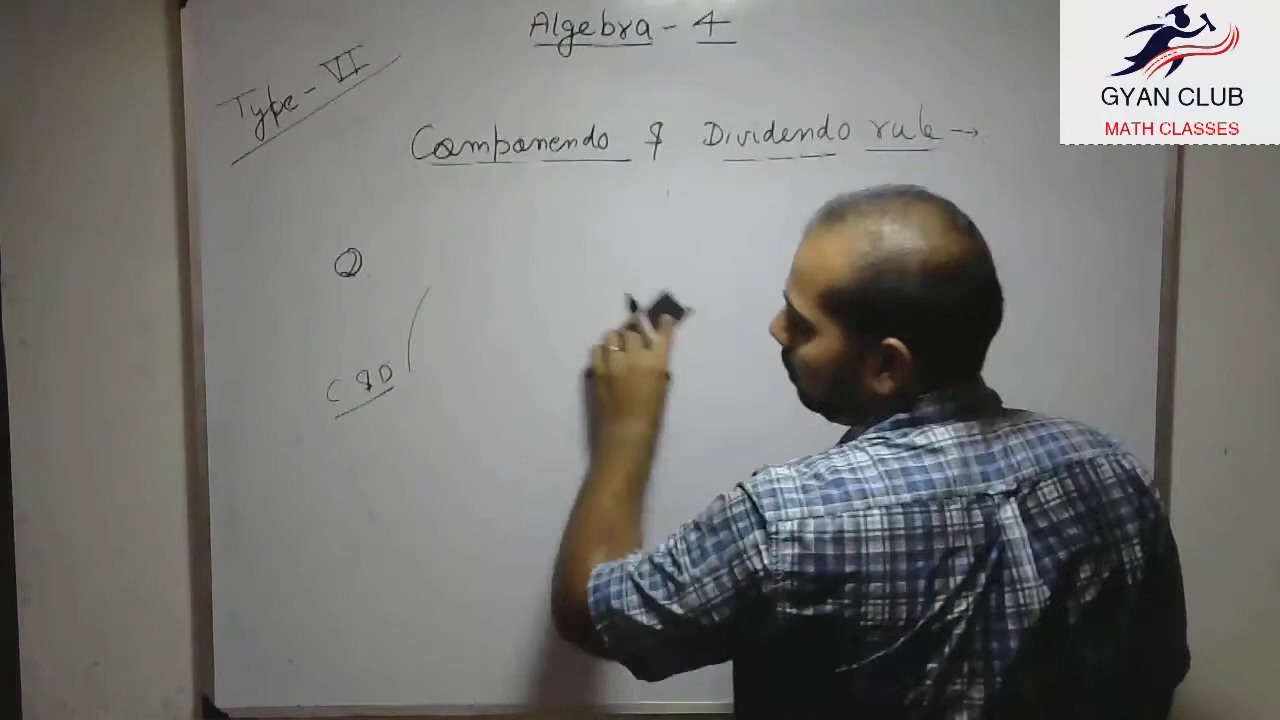 Algebra - 4
GYAN CLUB
MATH CLASSES
Type - VI
Componendo & Dividendo rule →
Q
C & D